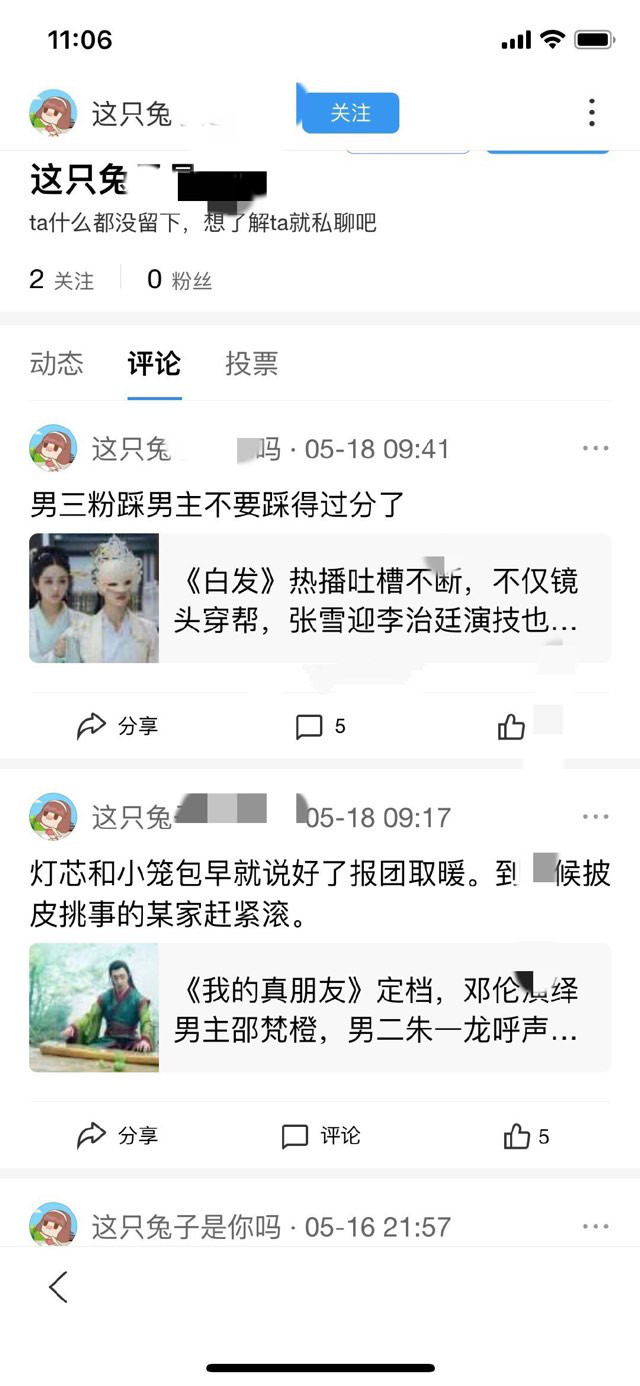 11:06
这只兔
关注
这只兔
ta什么都没留下，想了解ta就私聊吧
2 关注 0 粉丝
动态 评论 投票
这只兔 吗 · 05-18 09:41
男三粉踩男主不要踩得过分了
《白发》热播吐槽不断，不仅镜
头穿帮，张雪迎李治廷演技也...
分享 5
这只兔 05-18 09:17
灯芯和小笼包早就说好了报团取暖。到 候披
皮挑事的某家赶紧滚。
《我的真朋友》定档，邓伦演绎
男主邵梵橙，男二朱一龙呼声...
分享 评论 5
这只兔子是你吗 · 05-16 21:57